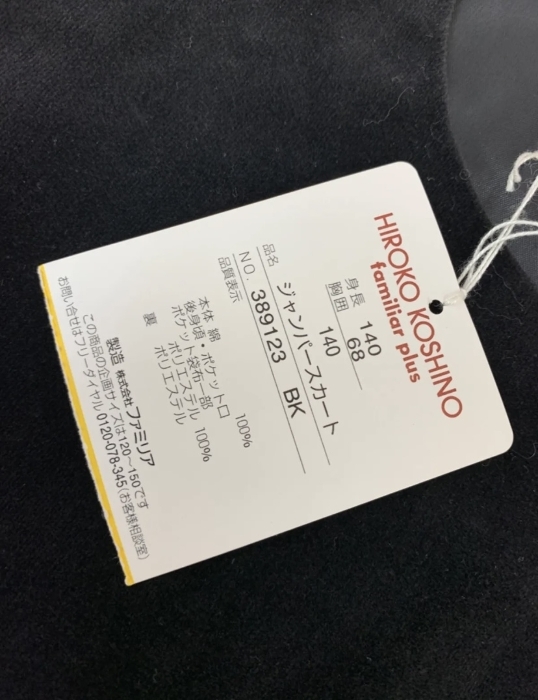 HIROKO KOSHINO
familiar plus
身長 140
胸囲 68
140
品名 ジャンパースカート
NO. 389123 BK
品質表示
本体 綿 100%
後身頃・ポケット口
ポケット袋布一部
ポリエステル 100%
裏 ポリエステル
製造 株式会社ファミリア
この商品の企画サイズは120〜150です
お問い合せはフリーダイヤル0120-078-345(お客様相談室)